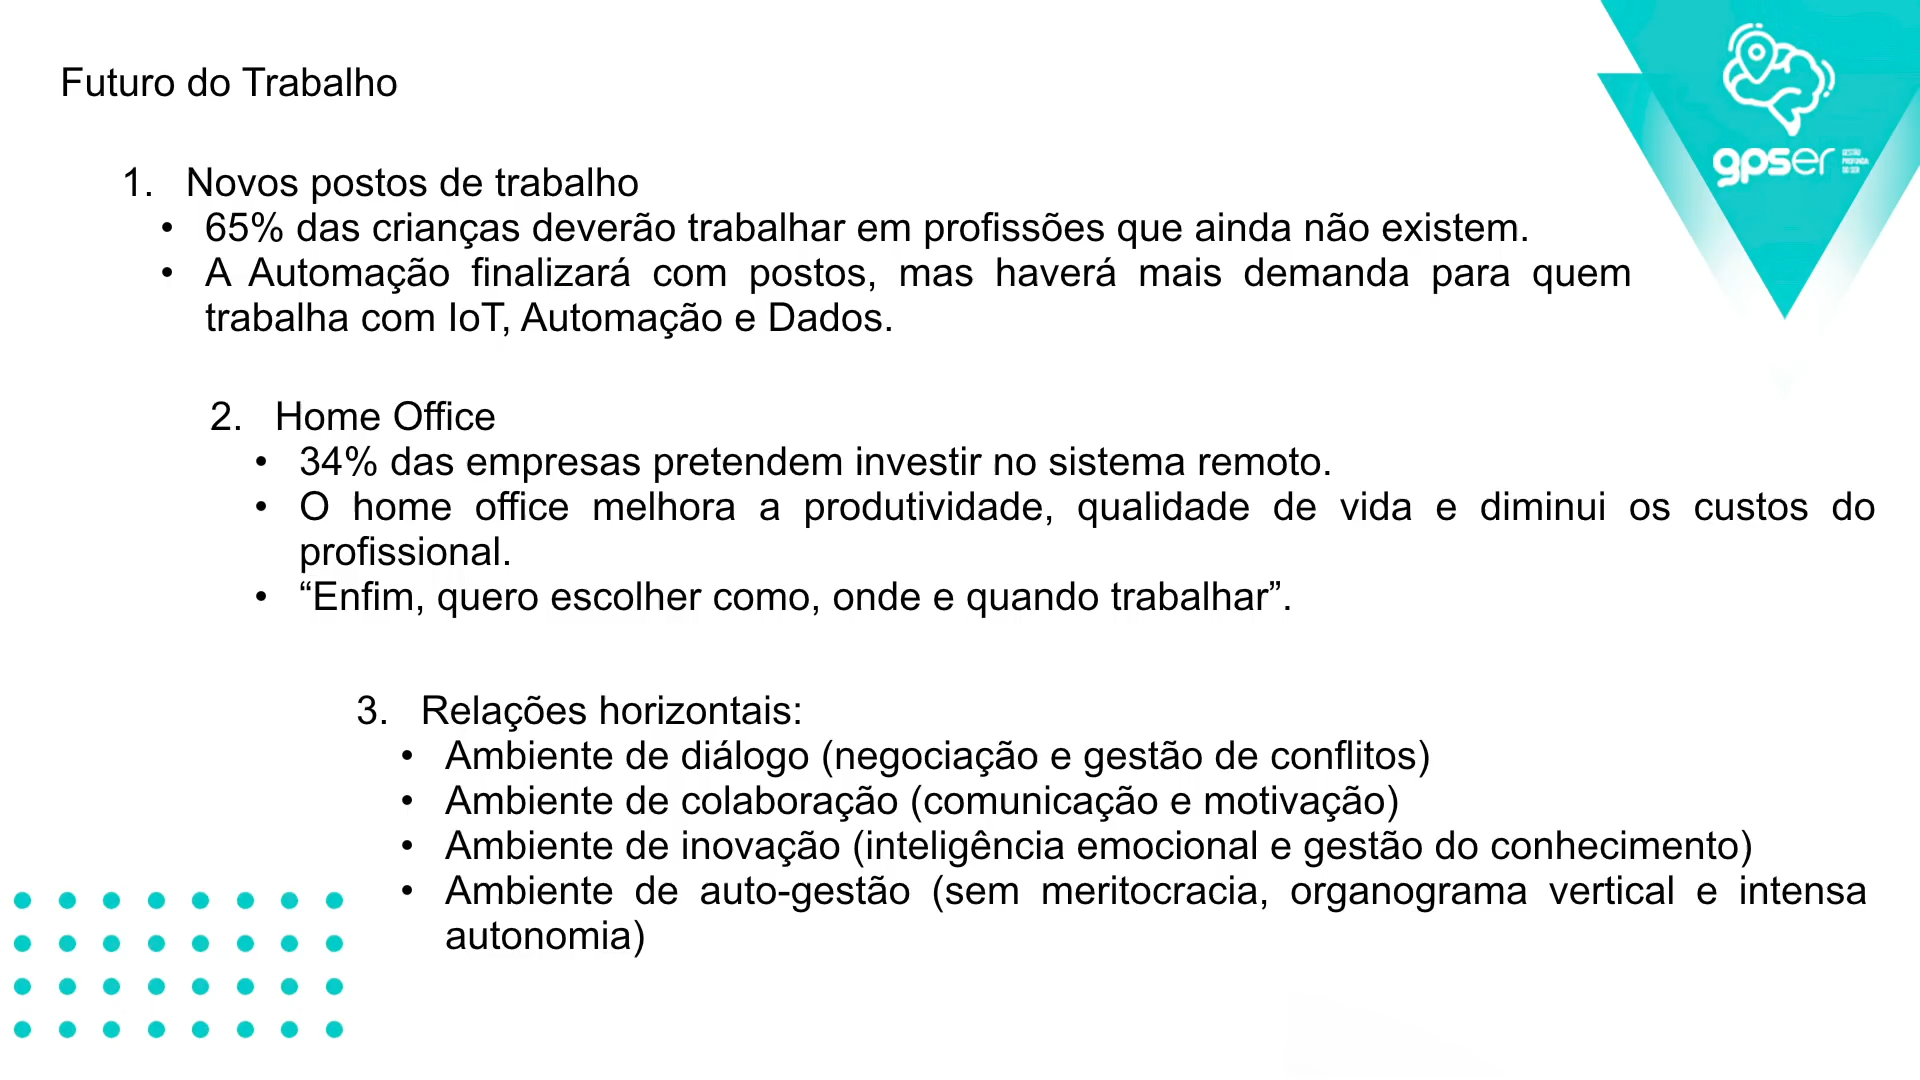 Futuro do Trabalho
gpser GESTÃO
PROFUNDA
DO SER
1. Novos postos de trabalho
• 65% das crianças deverão trabalhar em profissões que ainda não existem.
• A Automação finalizará com postos, mas haverá mais demanda para quem
trabalha com IoT, Automação e Dados.
2. Home Office
• 34% das empresas pretendem investir no sistema remoto.
• O home office melhora a produtividade, qualidade de vida e diminui os custos do
profissional.
• “Enfim, quero escolher como, onde e quando trabalhar”.
3. Relações horizontais:
• Ambiente de diálogo (negociação e gestão de conflitos)
• Ambiente de colaboração (comunicação e motivação)
• Ambiente de inovação (inteligência emocional e gestão do conhecimento)
• Ambiente de auto-gestão (sem meritocracia, organograma vertical e intensa
autonomia)